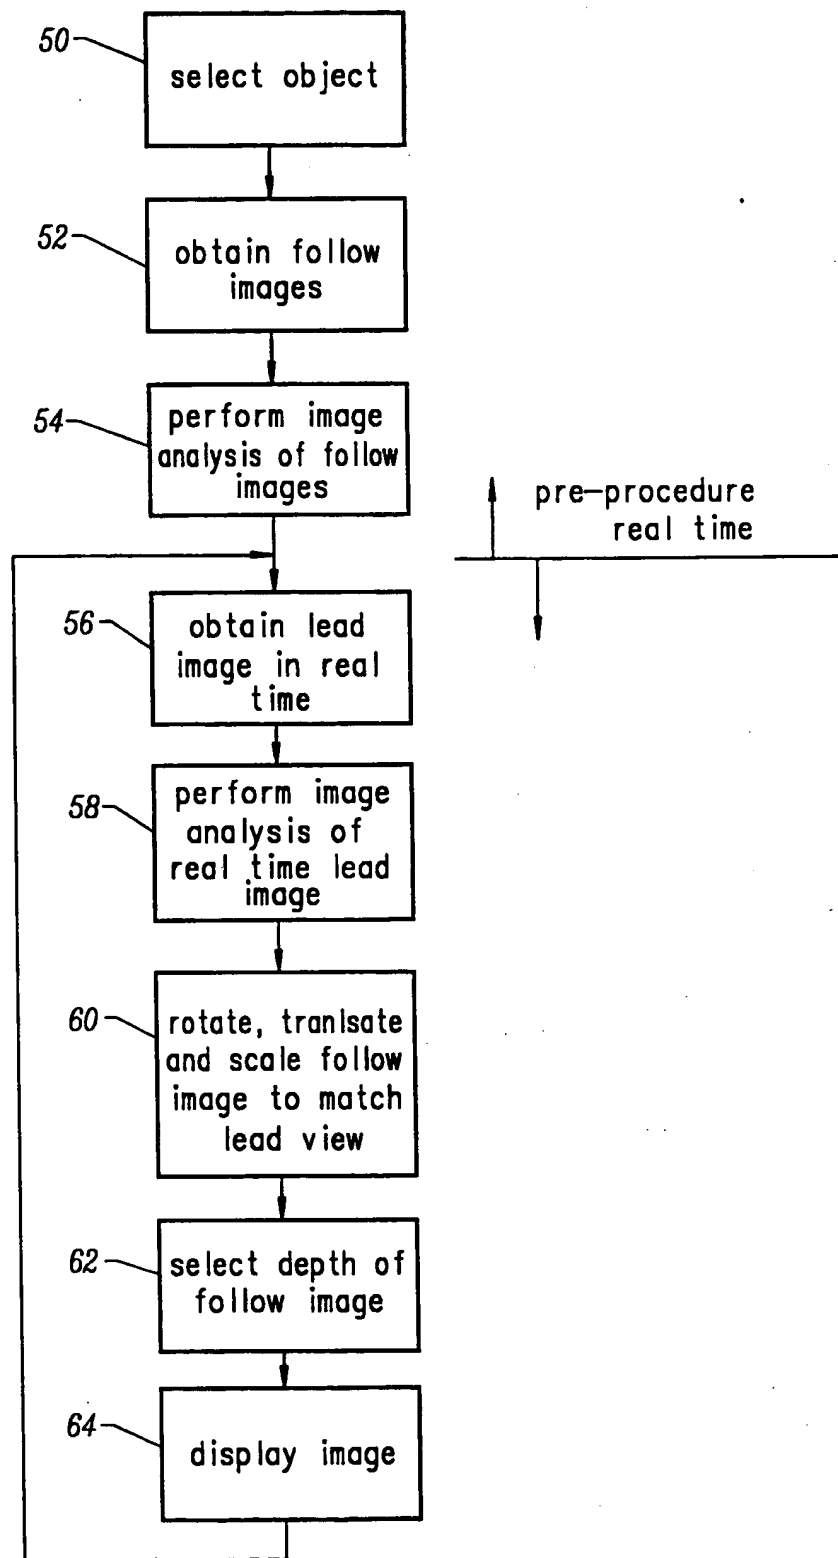 50
select object
52
obtain follow
images
54
perform image
analysis of follow
images
pre-procedure
real time
56
obtain lead
image in real
time
58
perform image
analysis of
real time lead
image
60
rotate, tranlsate
and scale follow
image to match
lead view
62
select depth of
follow image
64
display image